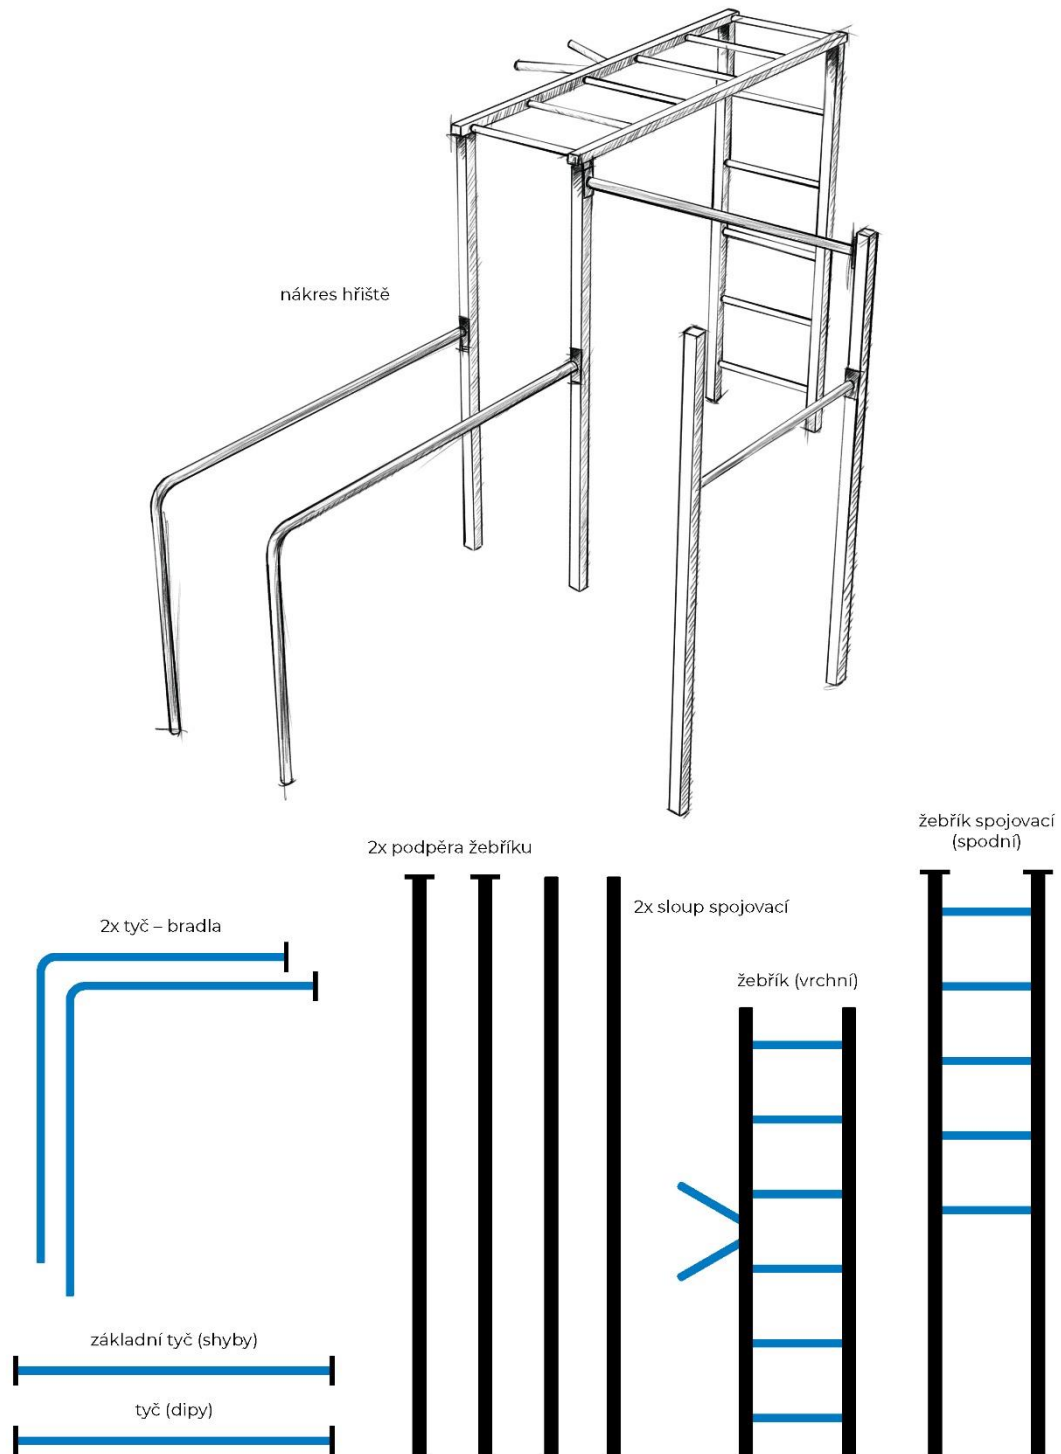 nákres hřiště
žebřík spojovací
(spodní)
2x podpěra žebříku
2x sloup spojovací
2x tyč – bradla
žebřík (vrchní)
základní tyč (shyby)
tyč (dipy)